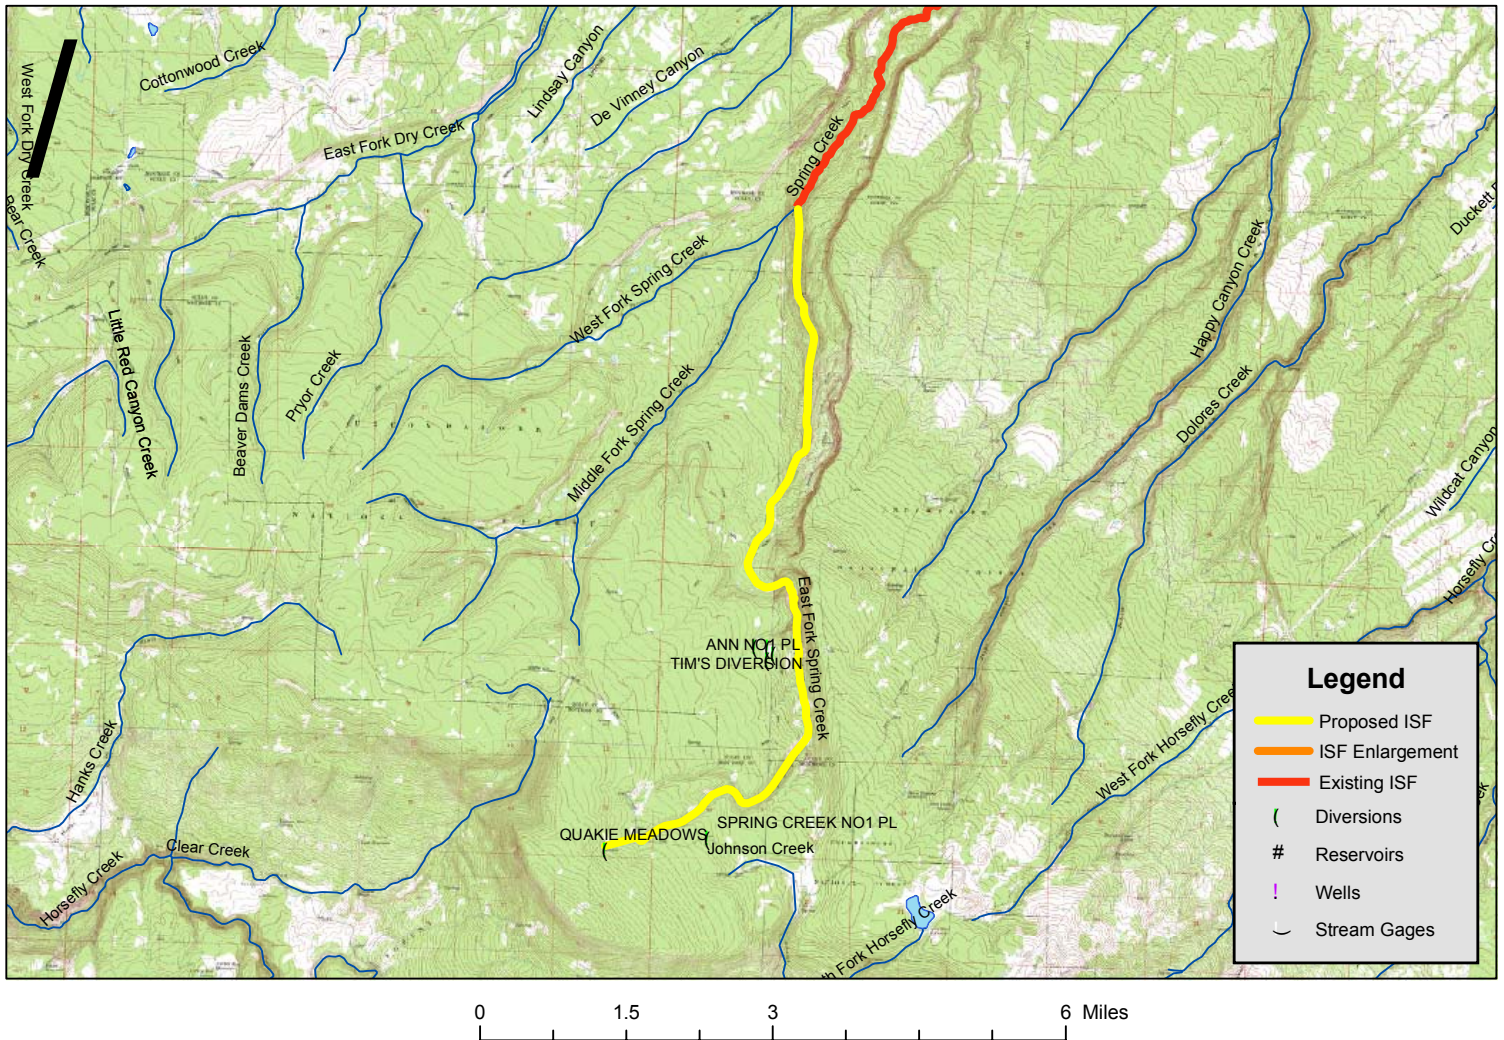 Cottonwood Creek
West Fork Dry Creek
Bear Creek
East Fork Dry Creek
Lindsay Canyon
De Vinney Canyon
Spring Creek
West Fork Spring Creek
Middle Fork Spring Creek
Little Red Canyon Creek
Beaver Dams Creek
Pryor Creek
Happy Canyon Creek
Dolores Creek
Duckett
Wildcat Canyon
Horsefly Cr
East Fork Spring Creek
ANN NO1 PL
TIM'S DIVERSION
West Fork Horsefly Creek
Hanks Creek
QUAKIE MEADOWS
SPRING CREEK NO1 PL
Johnson Creek
Clear Creek
Horsefly Creek
th Fork Horsefly Creek
Legend
Proposed ISF
ISF Enlargement
Existing ISF
( Diversions
# Reservoirs
! Wells
Stream Gages
0 1.5 3 6 Miles